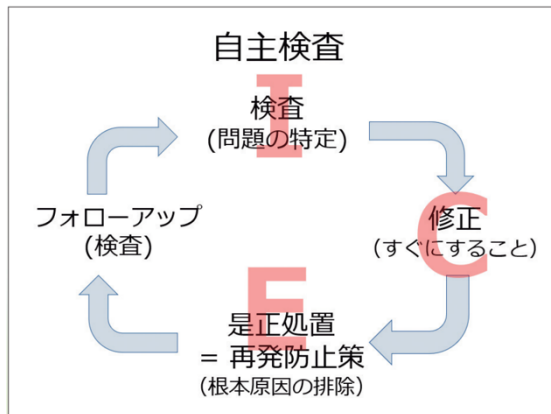 自主検査
I
検査
(問題の特定)
C
修正
(すぐにすること)
E
是正処置
= 再発防止策
(根本原因の排除)
フォローアップ
(検査)